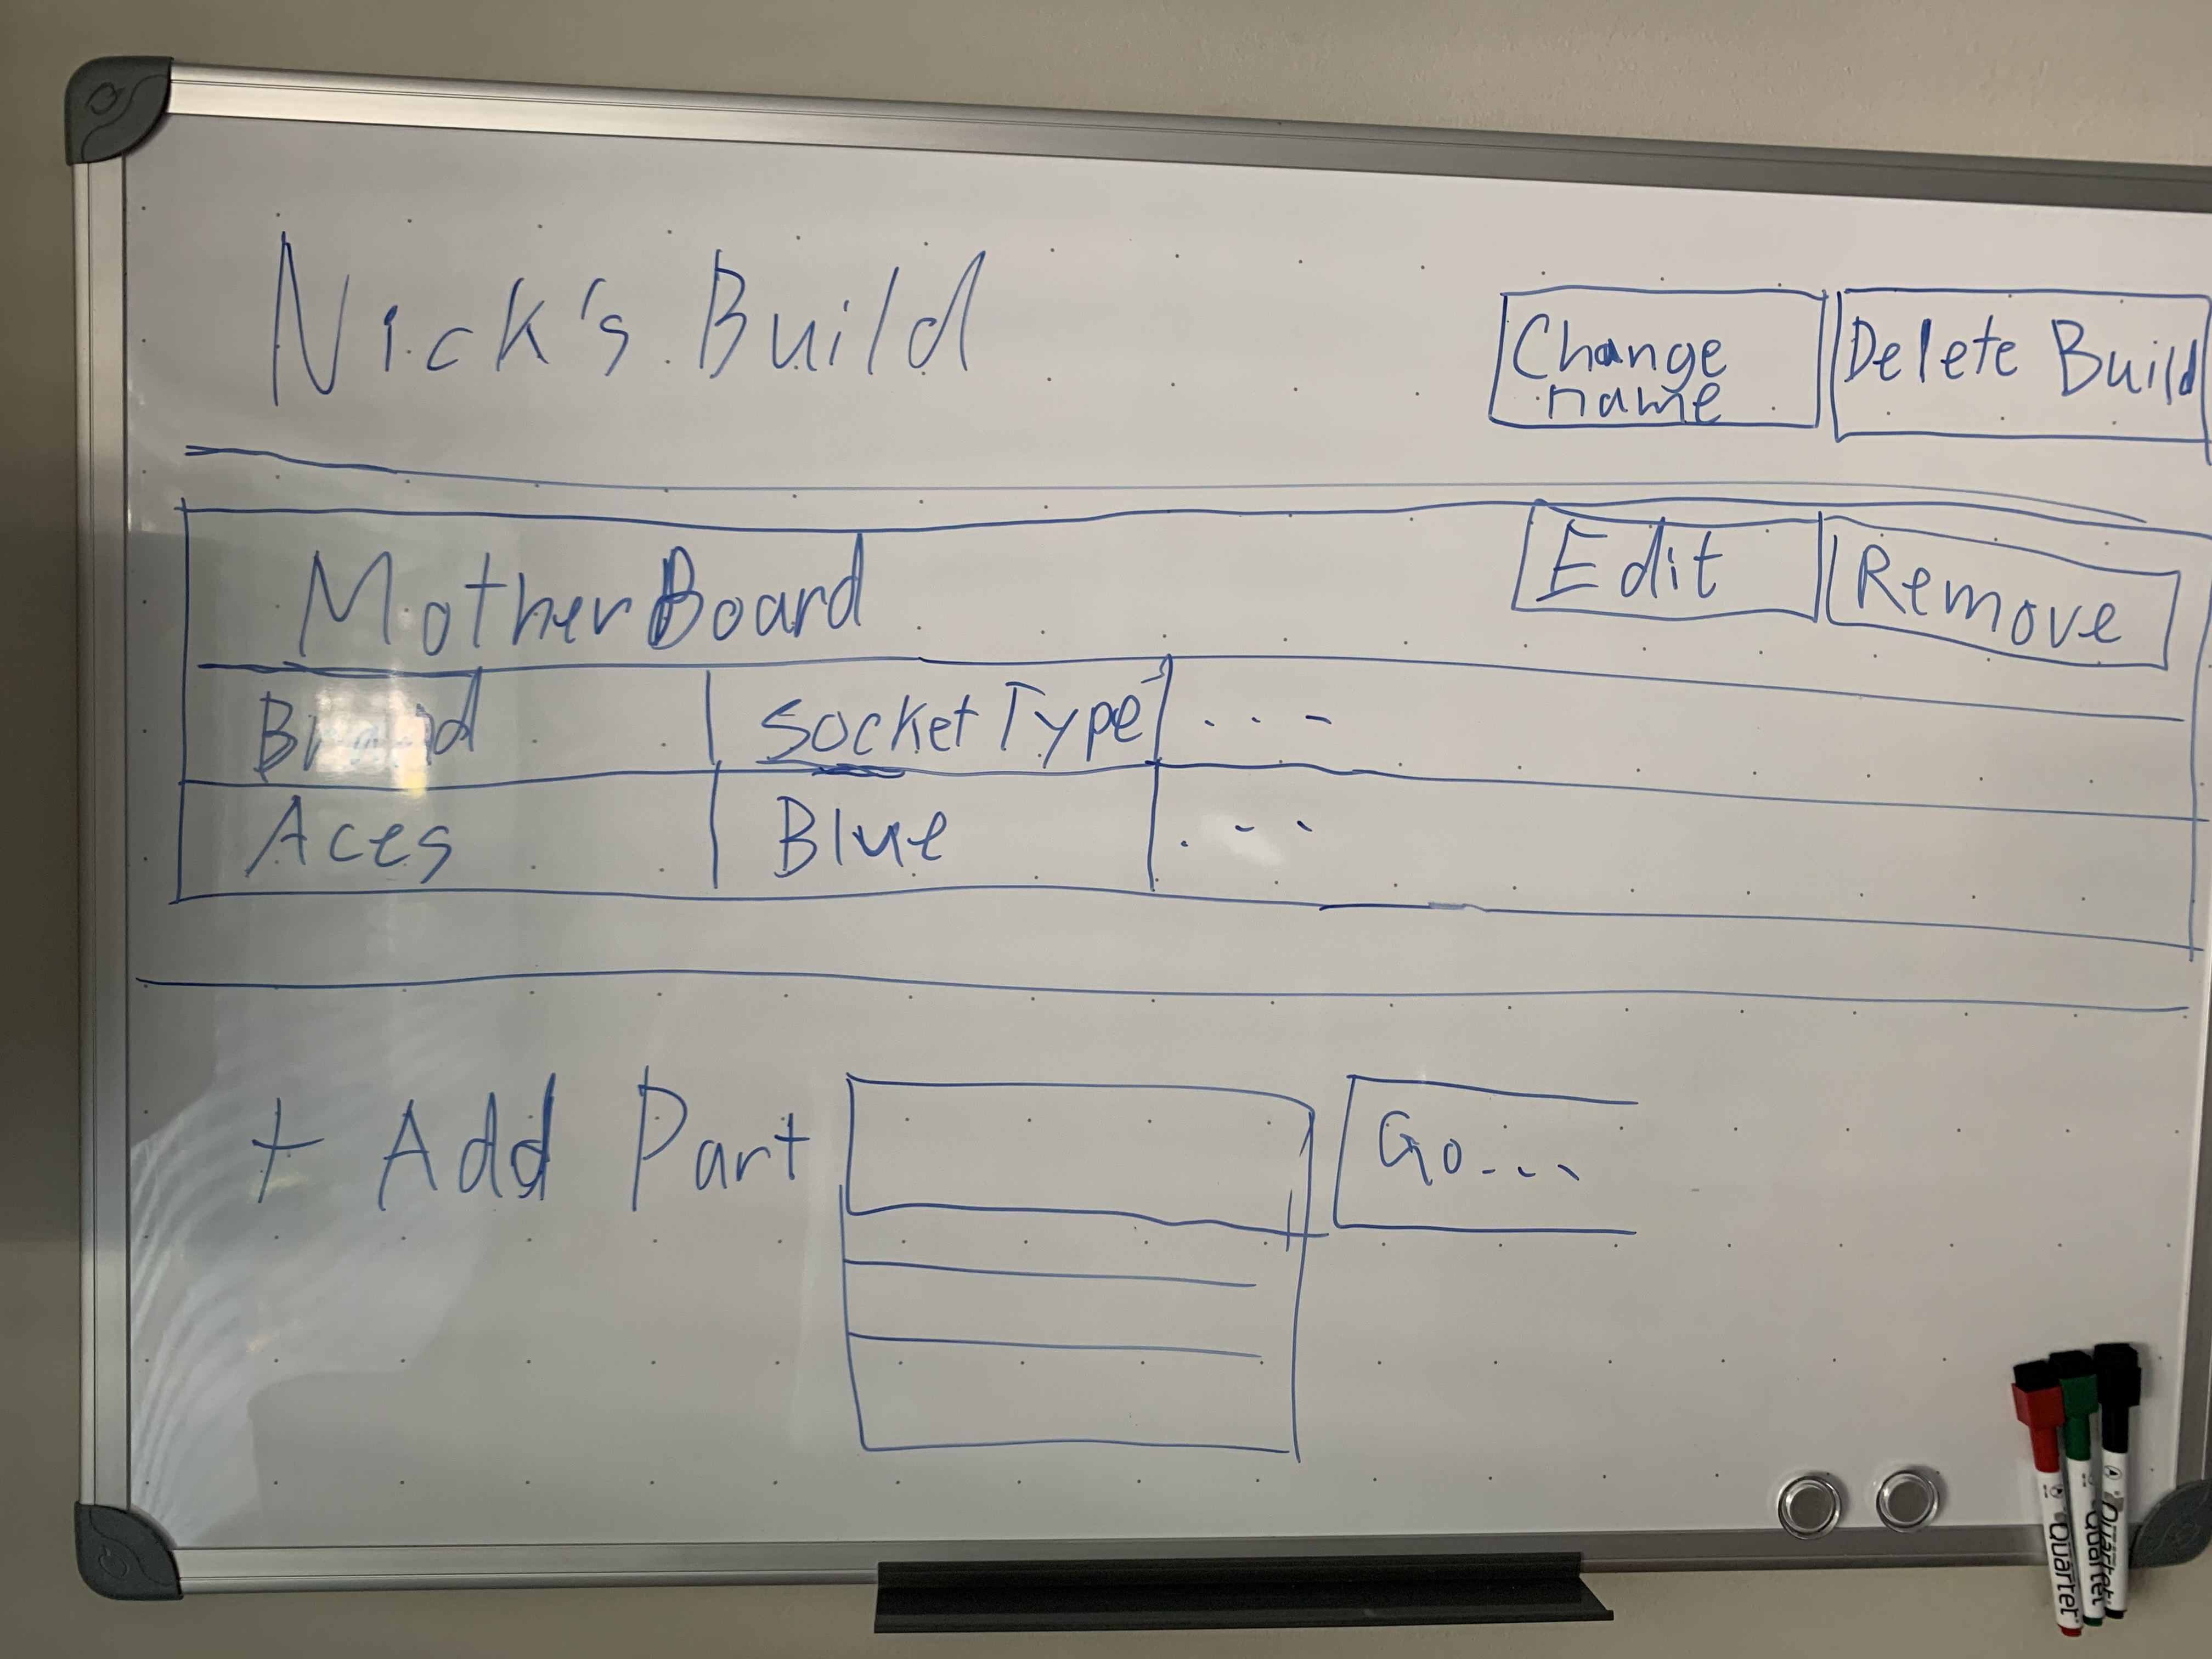 Nick's Build
Change
name
Delete Build
MotherBoard
Edit
Remove
Brand
Socket Type
...
Aces
Blue
...
+ Add Part
Go...
Quartet
Quartet
Quartet